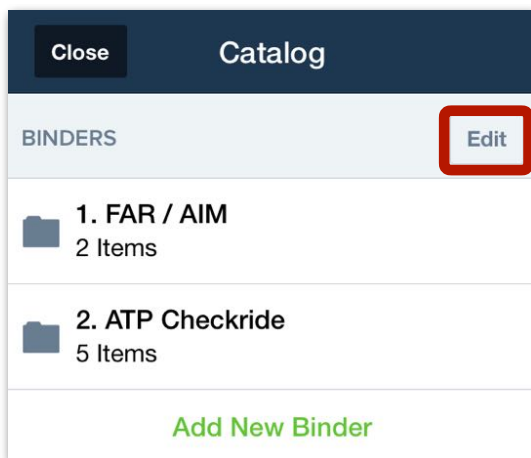 Close Catalog
BINDERS Edit
1. FAR / AIM
2 Items
2. ATP Checkride
5 Items
Add New Binder